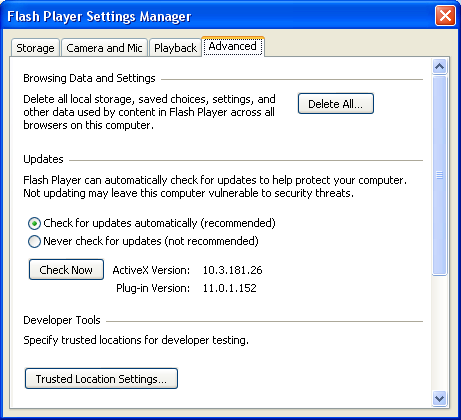 Flash Player Settings Manager
Storage Camera and Mic Playback Advanced
Browsing Data and Settings
Delete all local storage, saved choices, settings, and
other data used by content in Flash Player across all
browsers on this computer.
Delete All...
Updates
Flash Player can automatically check for updates to help protect your computer.
Not updating may leave this computer vulnerable to security threats.
Check for updates automatically (recommended)
Never check for updates (not recommended)
Check Now ActiveX Version: 10.3.181.26
Plug-in Version: 11.0.1.152
Developer Tools
Specify trusted locations for developer testing.
Trusted Location Settings...